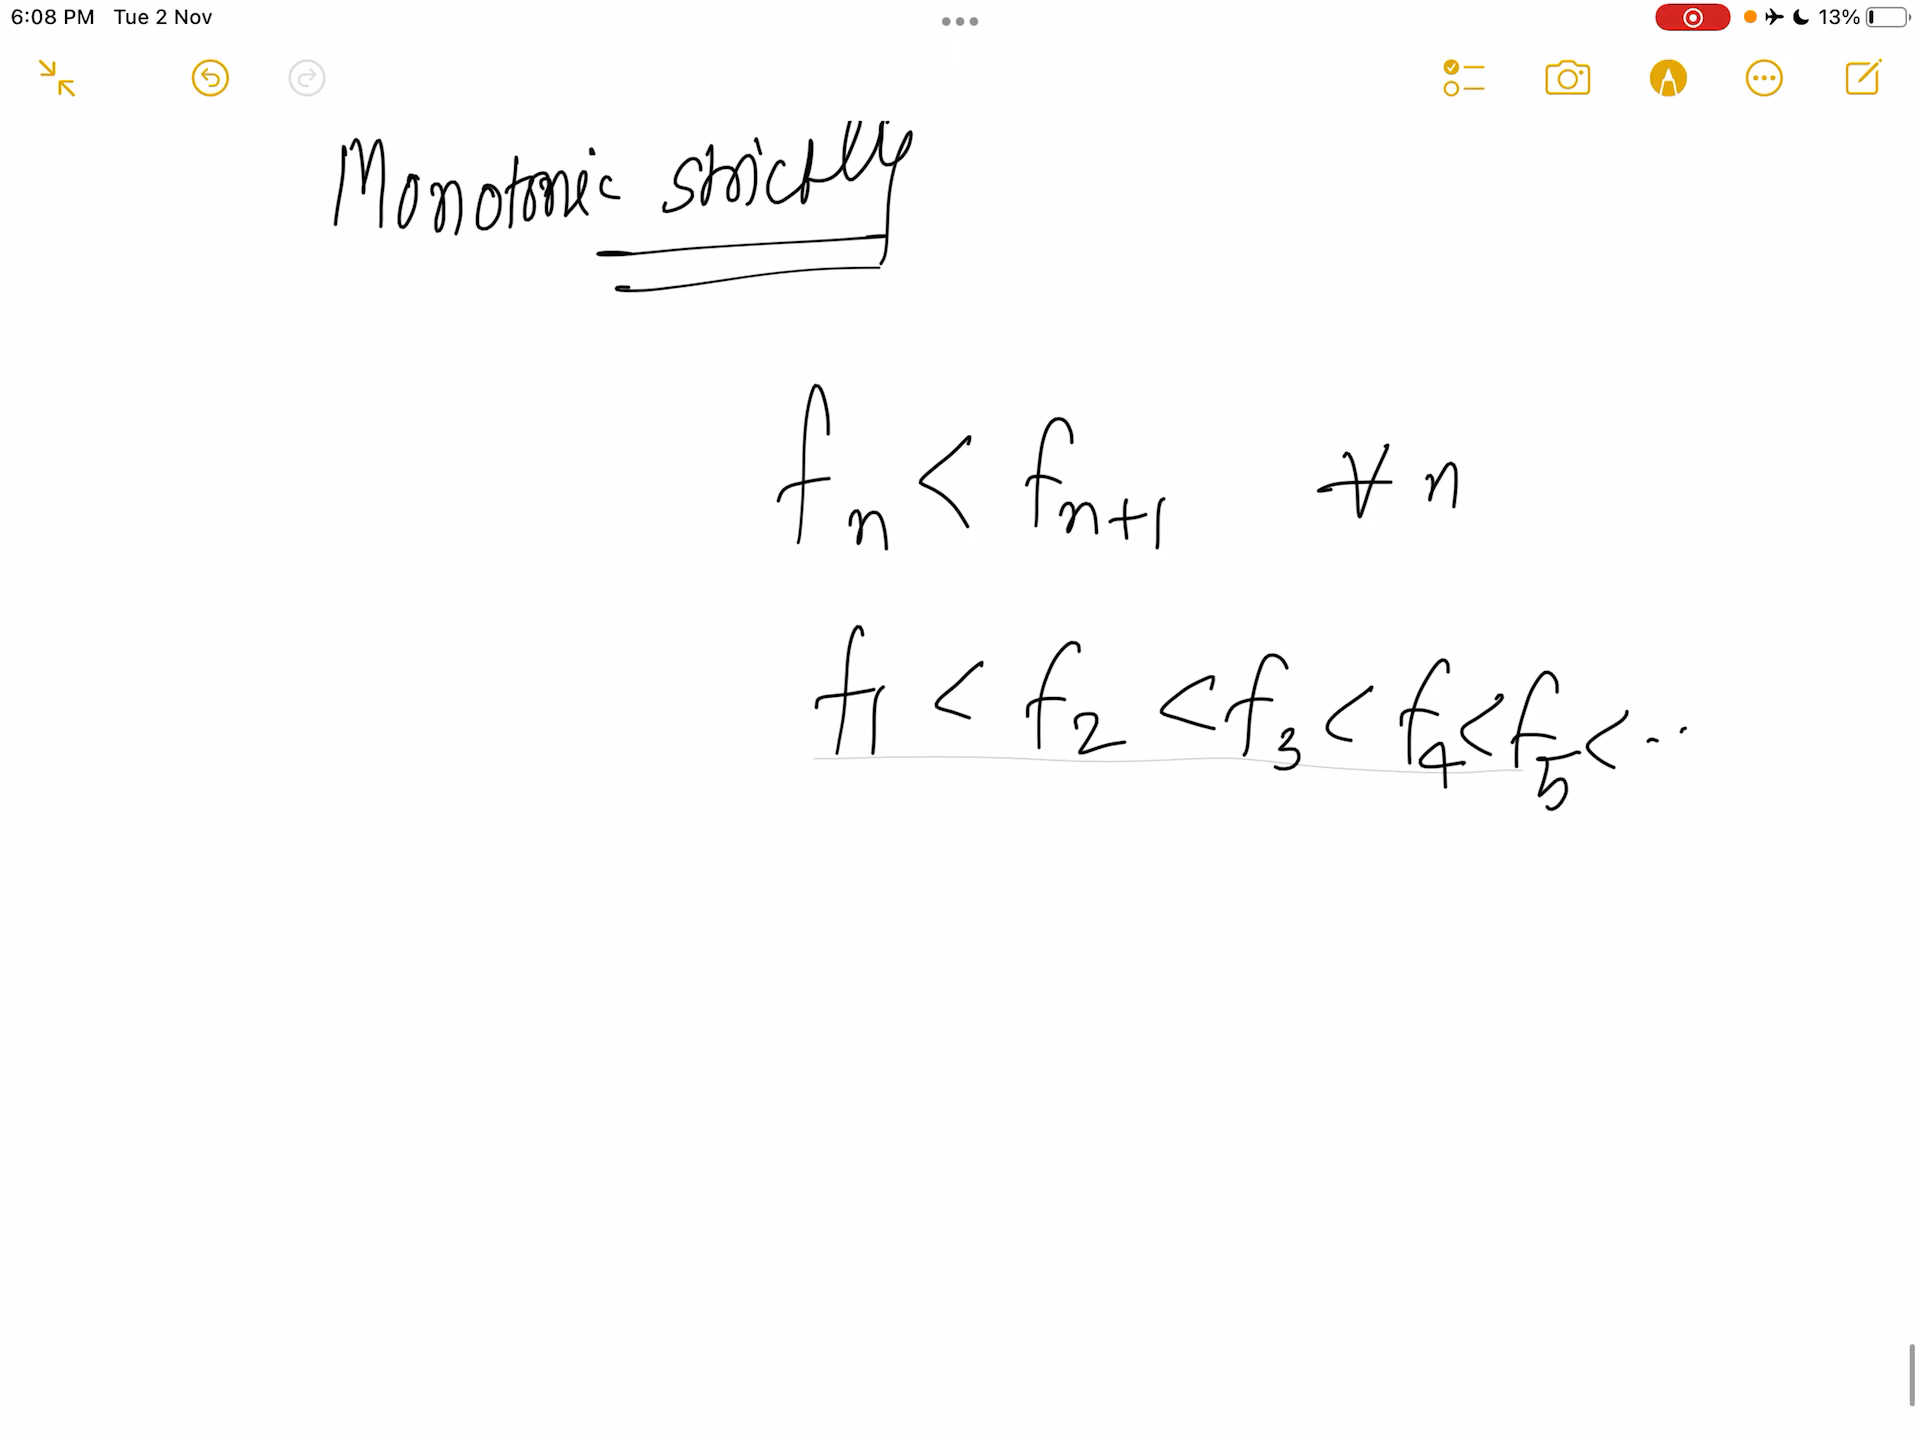 6:08 PM Tue 2 Nov 13%
Monotonic strictly
fn < fn+1 ∀ n
f1 < f2 < f3 < f4 < f5 < ...